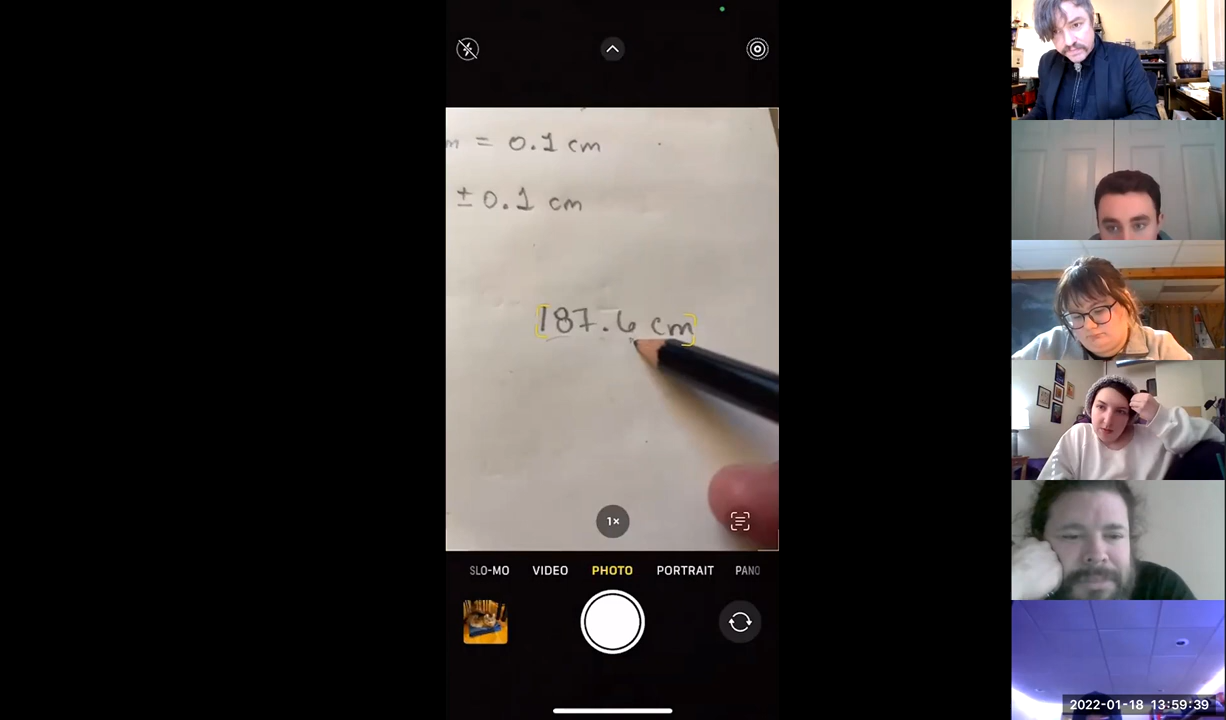 m = 0.1 cm
± 0.1 cm
187.6 cm
1×
SLO-MO VIDEO PHOTO PORTRAIT PANO
2022-01-18 13:59:39